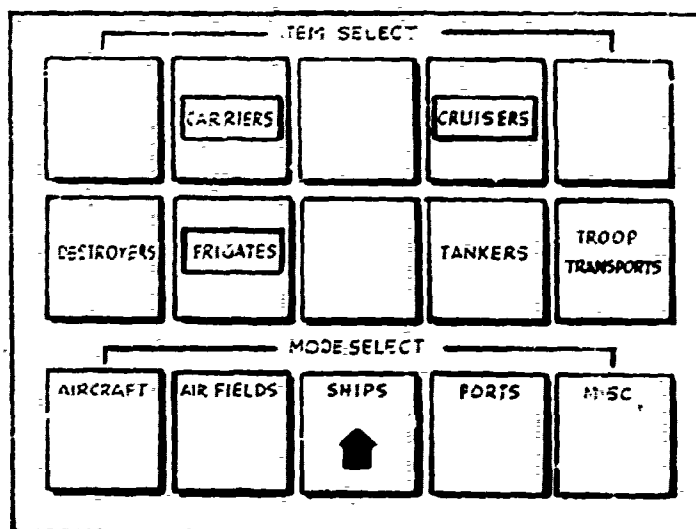 ITEM SELECT
CARRIERS CRUISERS
DESTROYERS FRIGATES TANKERS TROOP
TRANSPORTS
MODE SELECT
AIRCRAFT AIR FIELDS SHIPS PORTS MISC